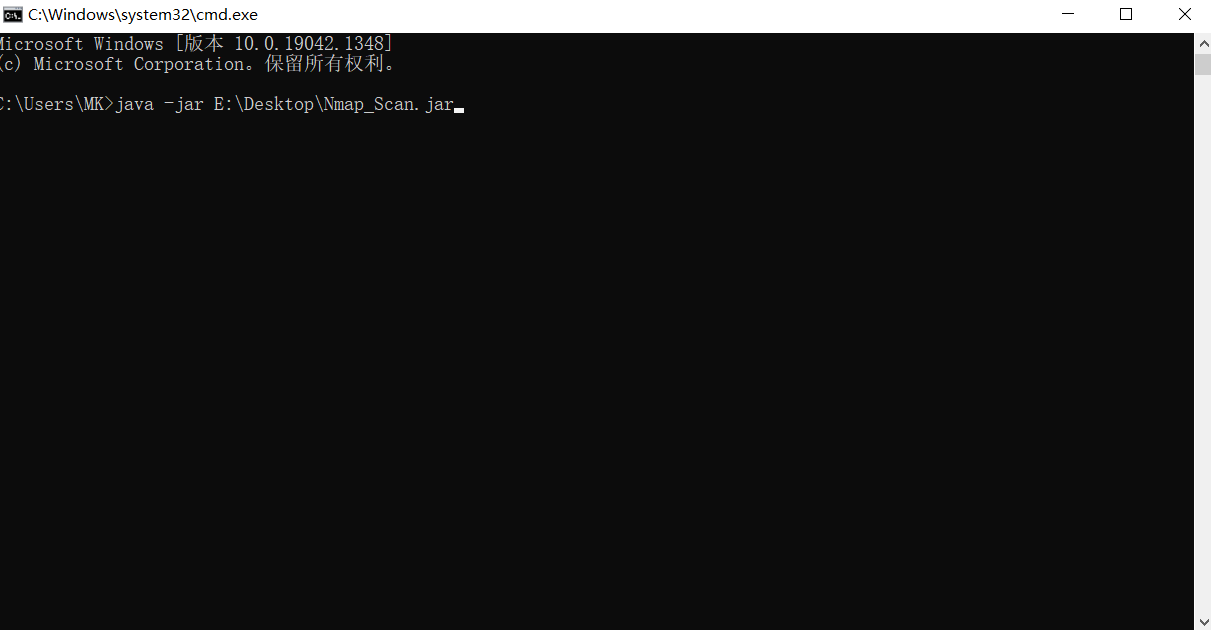 C:\Windows\system32\cmd.exe
Microsoft Windows [版本 10.0.19042.1348]
(c) Microsoft Corporation。保留所有权利。
C:\Users\MK>java -jar E:\Desktop\Nmap_Scan.jar